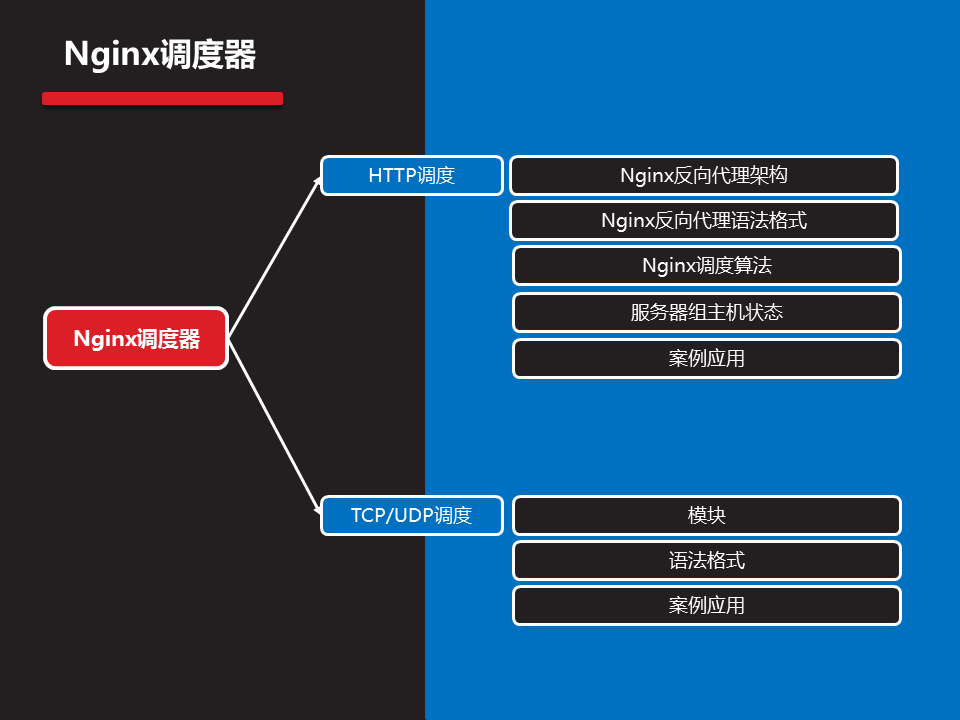 Nginx调度器
HTTP调度
Nginx反向代理架构
Nginx反向代理语法格式
Nginx调度算法
服务器组主机状态
案例应用
Nginx调度器
TCP/UDP调度
模块
语法格式
案例应用